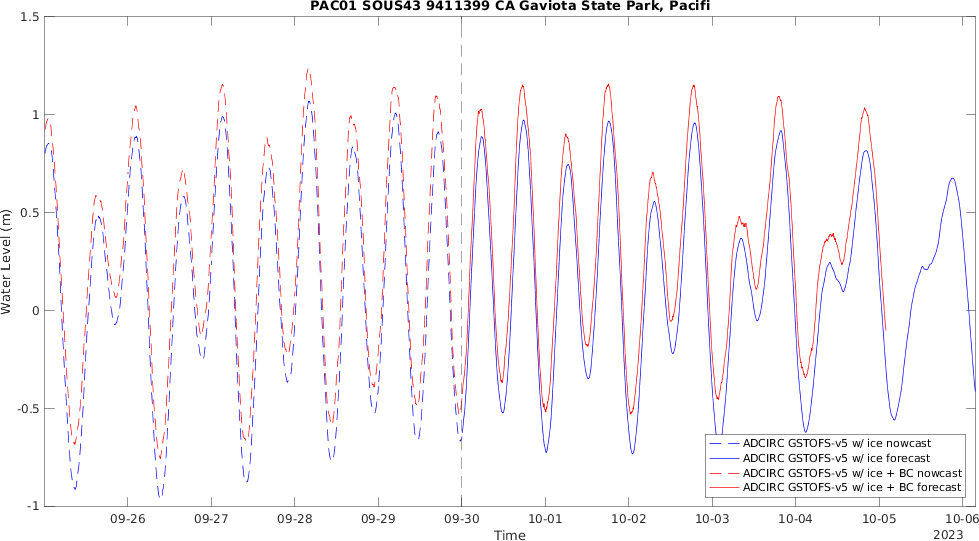 PAC01 SOUS43 9411399 CA Gaviota State Park, Pacifi
1.5
1
0.5
0
-0.5
-1
Water Level (m)
09-26 09-27 09-28 09-29 09-30 10-01 10-02 10-03 10-04 10-05 10-06
Time
2023
ADCIRC GSTOFS-v5 w/ ice nowcast
ADCIRC GSTOFS-v5 w/ ice forecast
ADCIRC GSTOFS-v5 w/ ice + BC nowcast
ADCIRC GSTOFS-v5 w/ ice + BC forecast